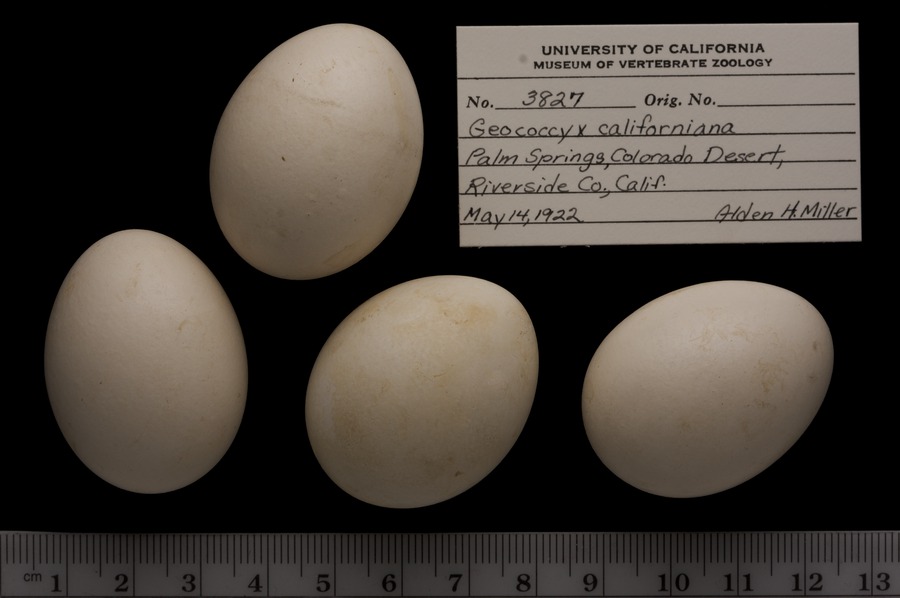 UNIVERSITY OF CALIFORNIA
MUSEUM OF VERTEBRATE ZOOLOGY
No. 3827 Orig. No.
Geococcyx californiana
Palm Springs, Colorado Desert,
Riverside Co., Calif.
May 14, 1922 Alden H. Miller
cm 1 2 3 4 5 6 7 8 9 10 11 12 13